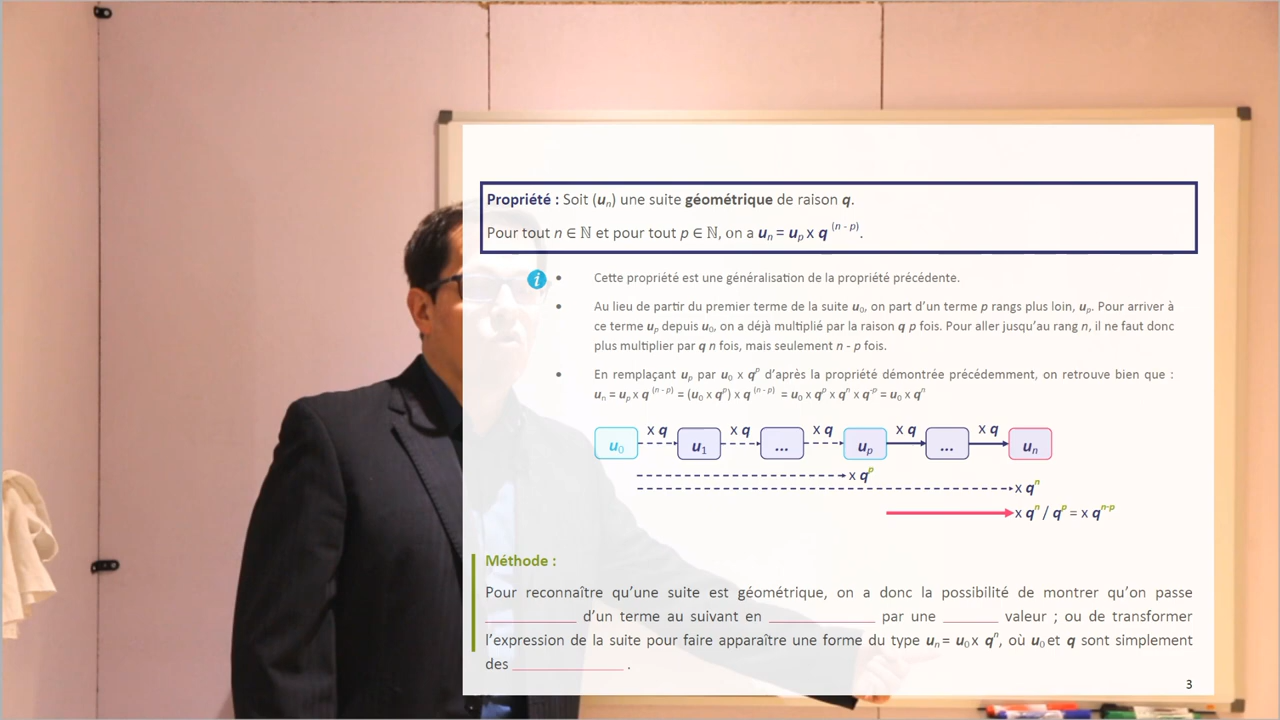 Propriété : Soit (uₙ) une suite géométrique de raison q.
Pour tout n ∈ ℕ et pour tout p ∈ ℕ, on a uₙ = uₚ x q ⁽ⁿ ⁻ ᵖ⁾.
i
• Cette propriété est une généralisation de la propriété précédente.
• Au lieu de partir du premier terme de la suite u₀, on part d’un terme p rangs plus loin, uₚ. Pour arriver à
ce terme uₚ depuis u₀, on a déjà multiplié par la raison q p fois. Pour aller jusqu’au rang n, il ne faut donc
plus multiplier par q n fois, mais seulement n - p fois.
• En remplaçant uₚ par u₀ x qᵖ d’après la propriété démontrée précédemment, on retrouve bien que :
uₙ = uₚ x q ⁽ⁿ ⁻ ᵖ⁾ = (u₀ x qᵖ) x q ⁽ⁿ⁻ᵖ⁾ = u₀ x qᵖ x qⁿ x q⁻ᵖ = u₀ x qⁿ
x q x q x q x q x q
u₀ u₁ ... uₚ ... uₙ
x qᵖ
x qⁿ
x qⁿ / qᵖ = x qⁿ⁻ᵖ
Méthode :
Pour reconnaître qu’une suite est géométrique, on a donc la possibilité de montrer qu’on passe
____________ d’un terme au suivant en ______________ par une _______ valeur ; ou de transformer
l’expression de la suite pour faire apparaître une forme du type uₙ = u₀ x qⁿ, où u₀ et q sont simplement
des ______________ .
3